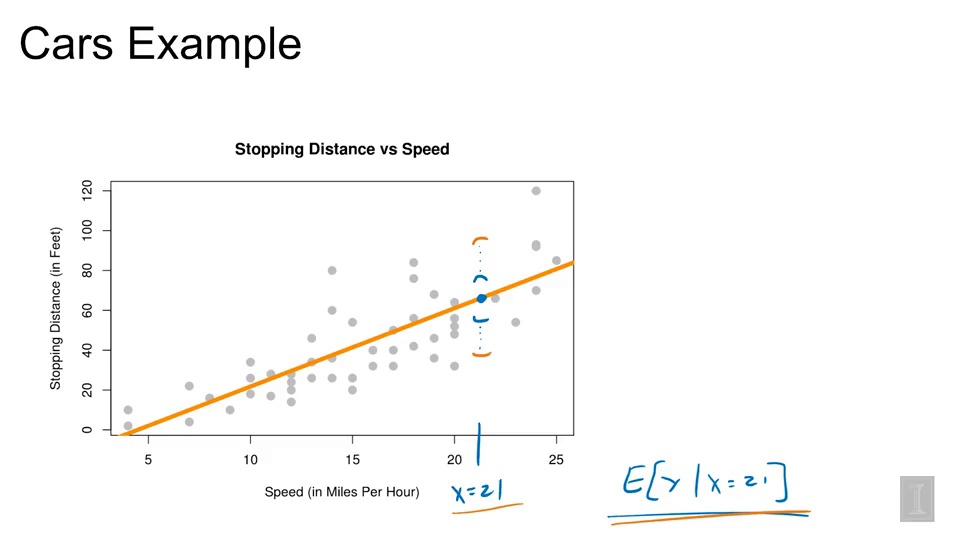 Cars Example
Stopping Distance vs Speed
Stopping Distance (in Feet)
120
100
80
60
40
20
0
5 10 15 20 25
Speed (in Miles Per Hour)
x=21
E[Y|X=21]
I